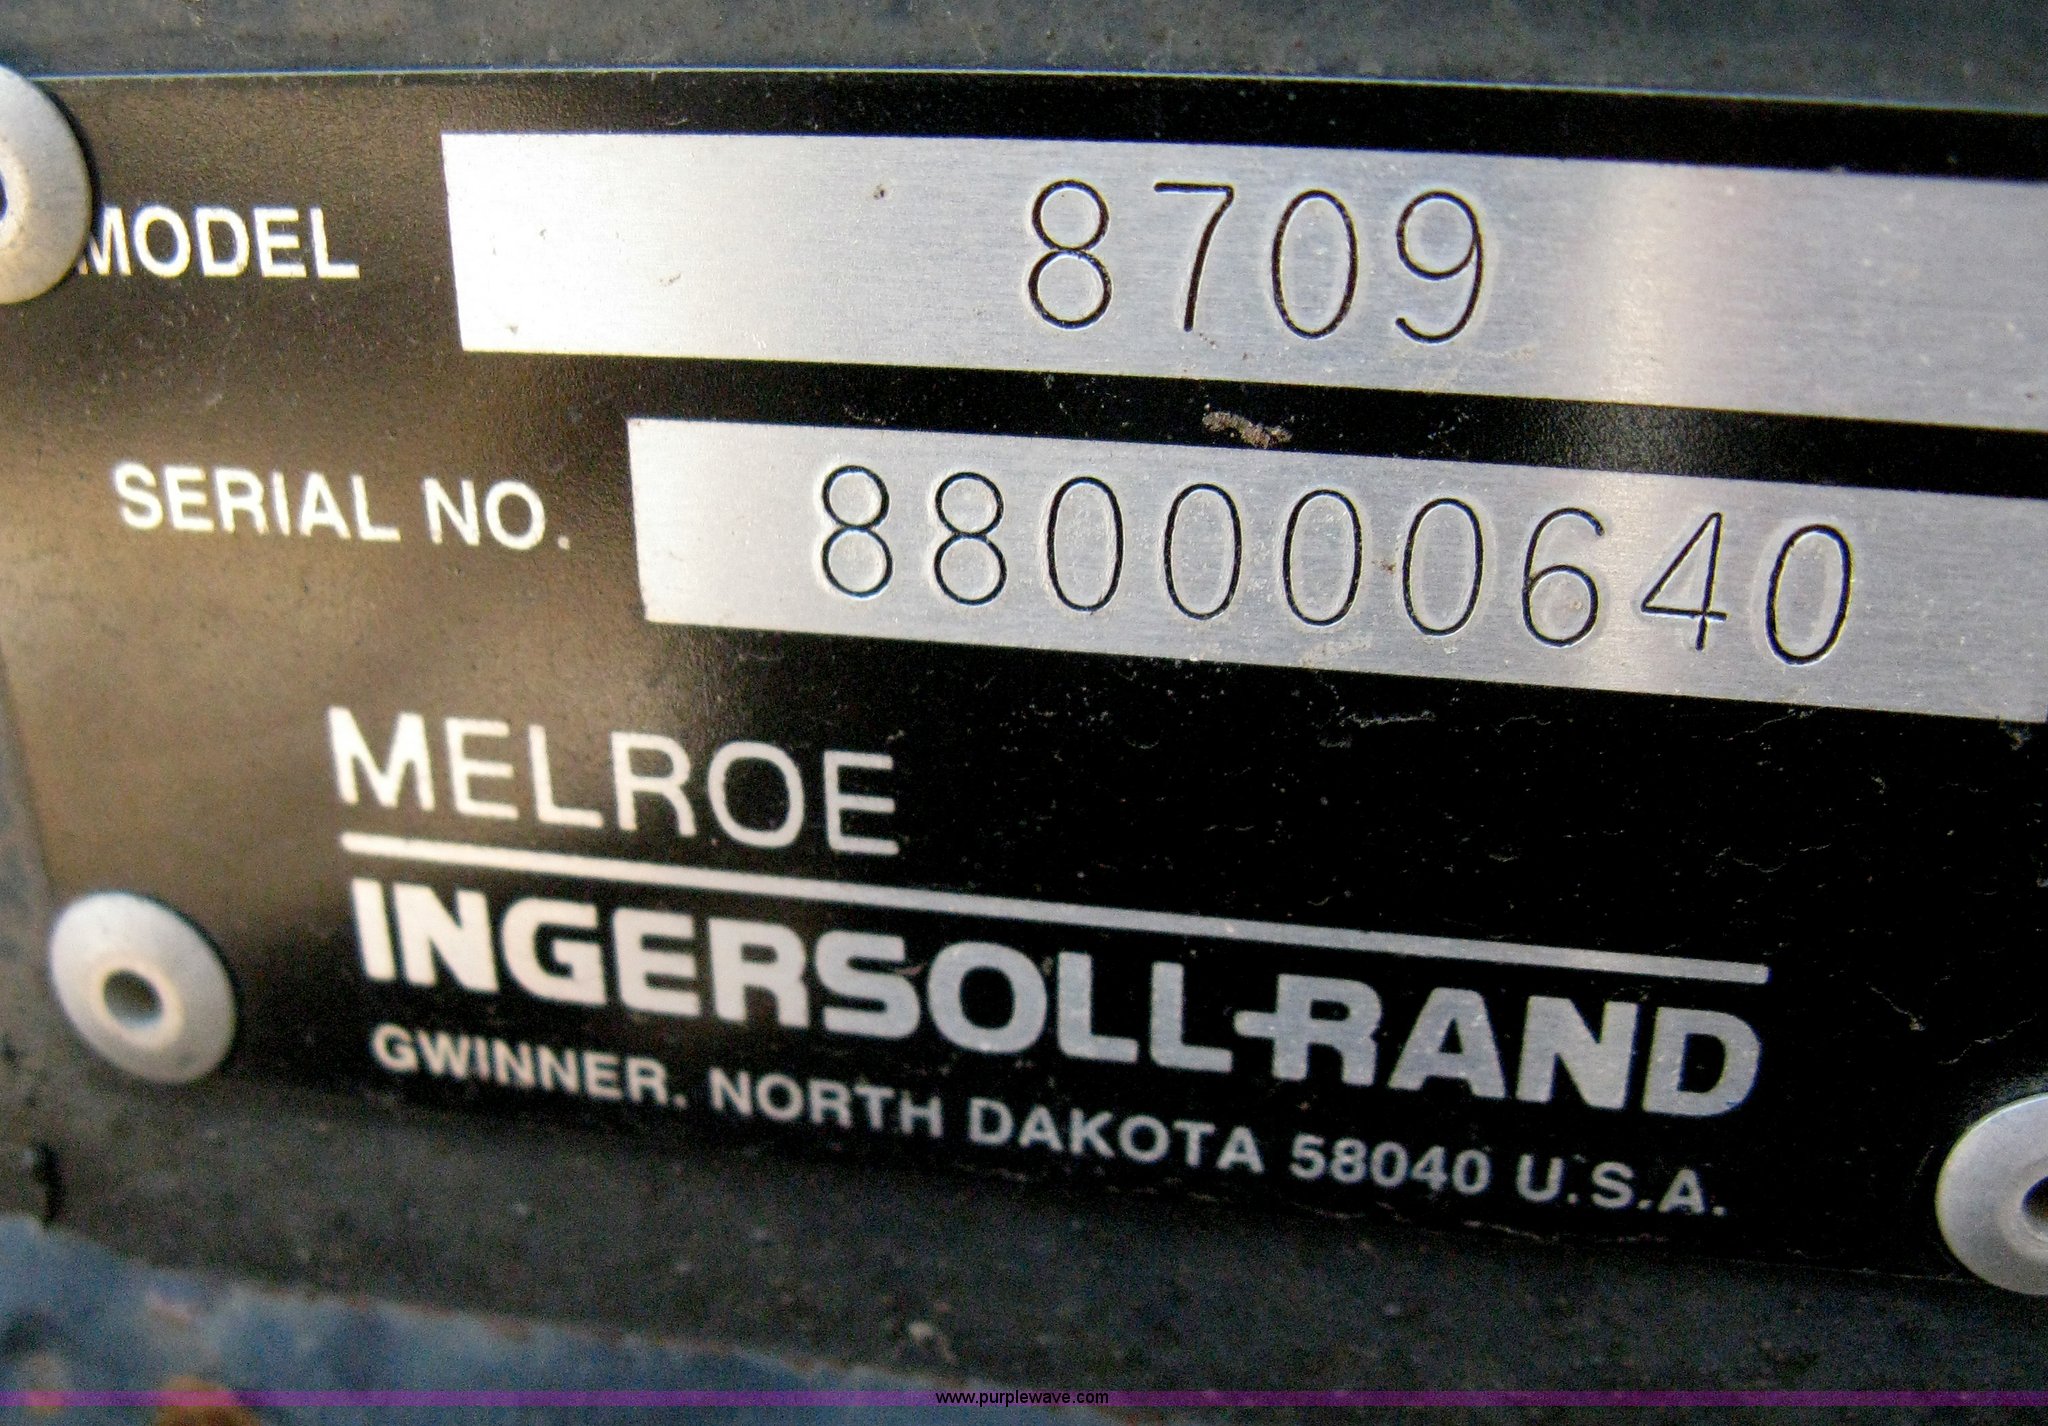 MODEL 8709
SERIAL NO. 880000640
MELROE
INGERSOLL-RAND
GWINNER, NORTH DAKOTA 58040 U.S.A.
www.purplewave.com